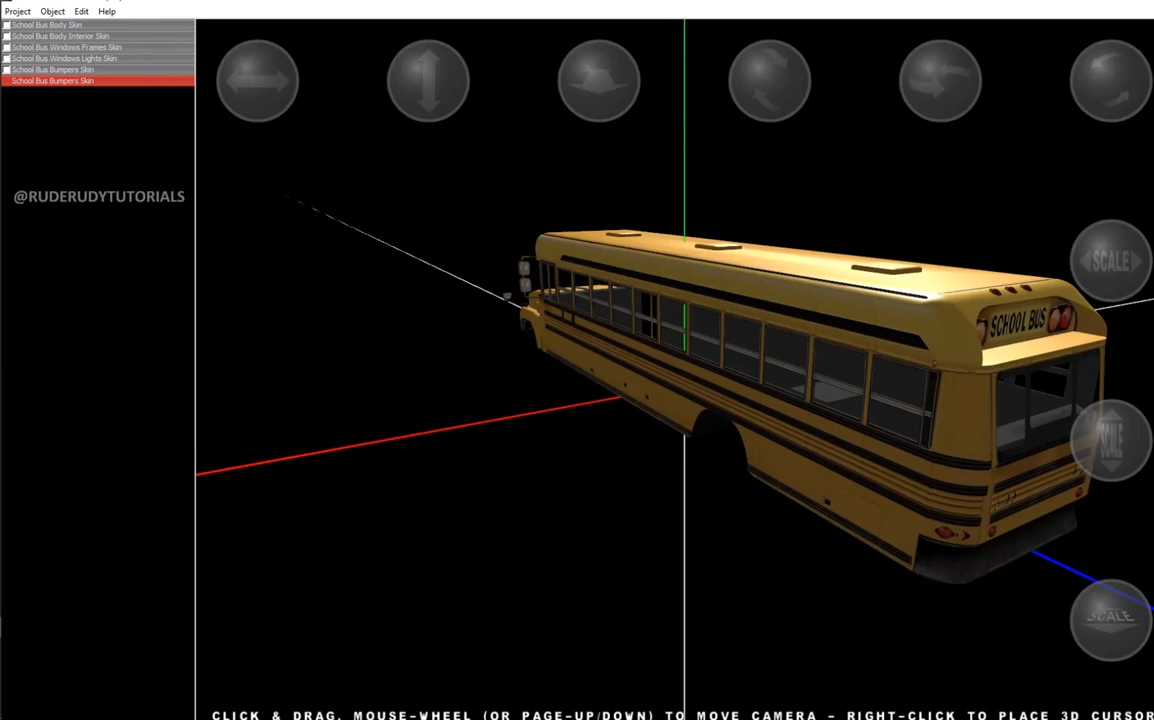 Project Object Edit Help
School Bus Body Skin
School Bus Body Interior Skin
School Bus Windows Frames Skin
School Bus Windows Lights Skin
School Bus Bumpers Skin
School Bus Bumpers Skin
@RUDERUDYTUTORIALS
SCALE
SCHOOL BUS
SCALE
SCALE
CLICK & DRAG, MOUSE-WHEEL (OR PAGE-UP/DOWN) TO MOVE CAMERA - RIGHT-CLICK TO PLACE 3D CURSOR